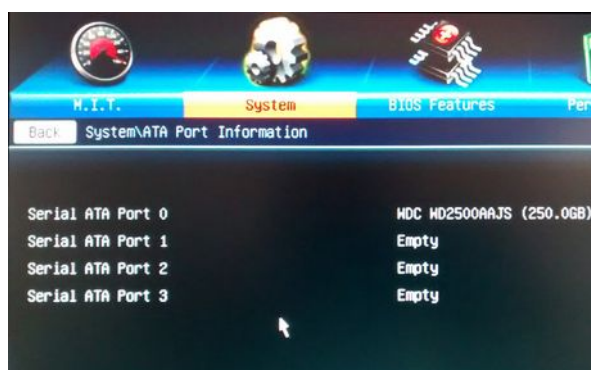 M.I.T. System BIOS Features Per
Back System\ATA Port Information
Serial ATA Port 0 WDC WD2500AAJS (250.0GB)
Serial ATA Port 1 Empty
Serial ATA Port 2 Empty
Serial ATA Port 3 Empty